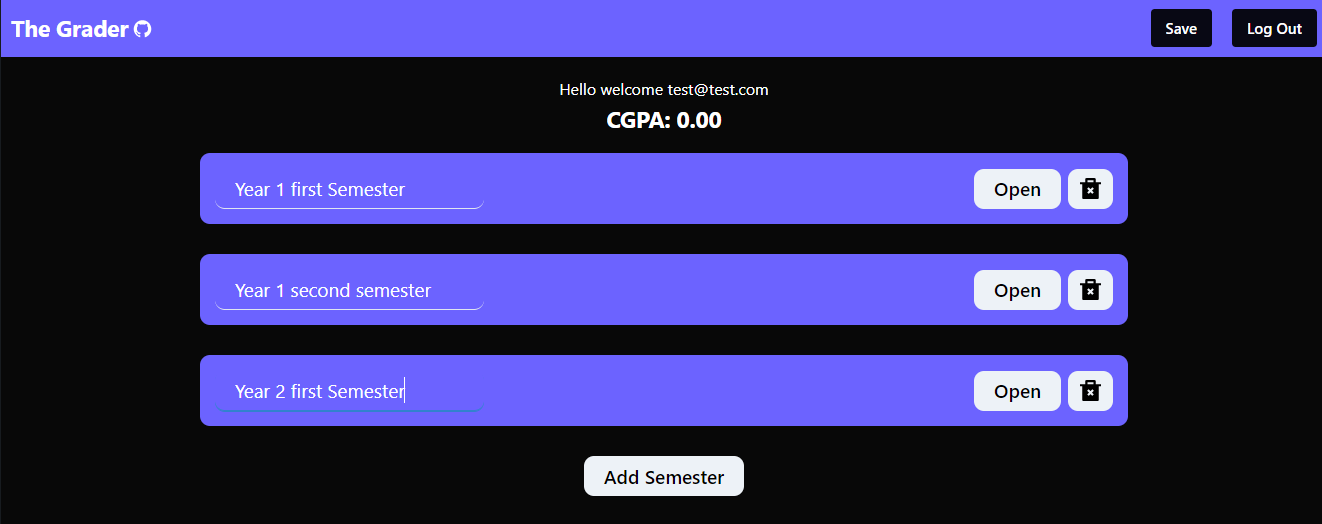 The Grader
Save
Log Out
Hello welcome test@test.com
CGPA: 0.00
Year 1 first Semester
Open
Year 1 second semester
Open
Year 2 first Semester
Open
Add Semester